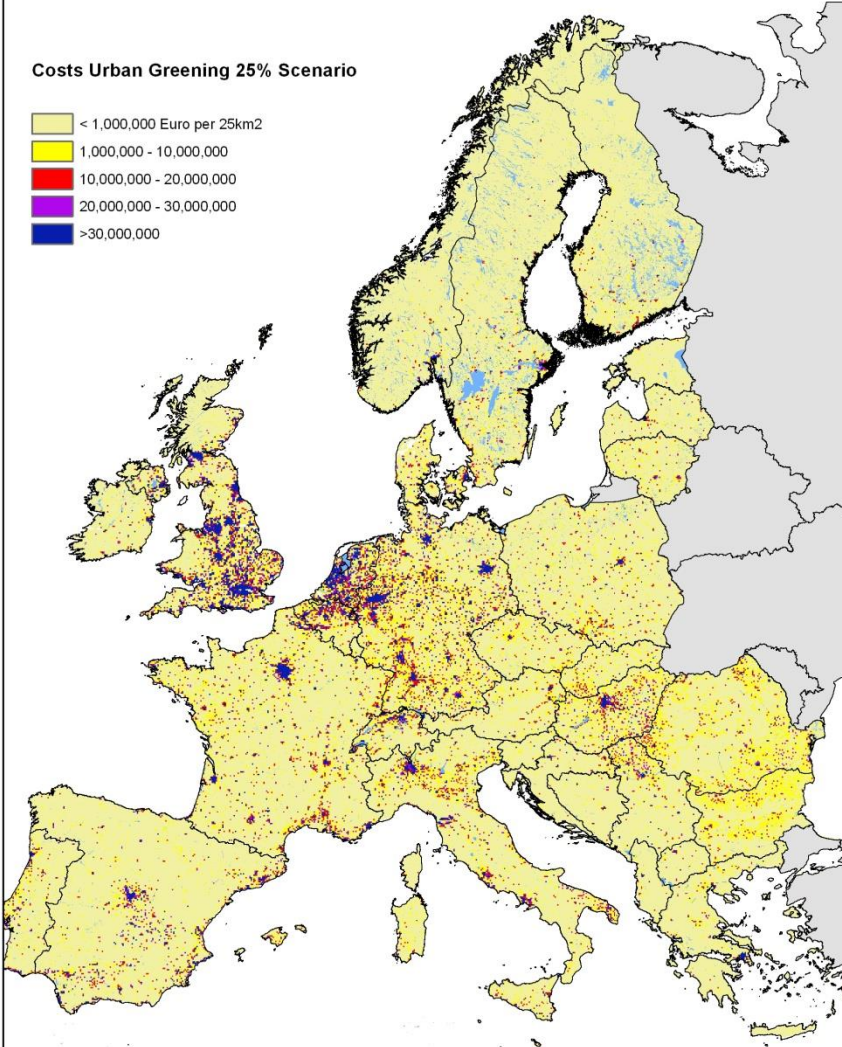 Costs Urban Greening 25% Scenario
< 1,000,000 Euro per 25km2
1,000,000 - 10,000,000
10,000,000 - 20,000,000
20,000,000 - 30,000,000
>30,000,000